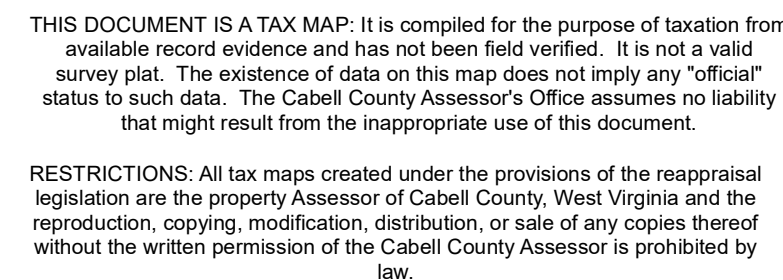 THIS DOCUMENT IS A TAX MAP: It is compiled for the purpose of taxation from
available record evidence and has not been field verified.  It is not a valid
survey plat.  The existence of data on this map does not imply any "official"
status to such data.  The Cabell County Assessor's Office assumes no liability
that might result from the inappropriate use of this document.
RESTRICTIONS: All tax maps created under the provisions of the reappraisal
legislation are the property Assessor of Cabell County, West Virginia and the
reproduction, copying, modification, distribution, or sale of any copies thereof
without the written permission of the Cabell County Assessor is prohibited by
law.